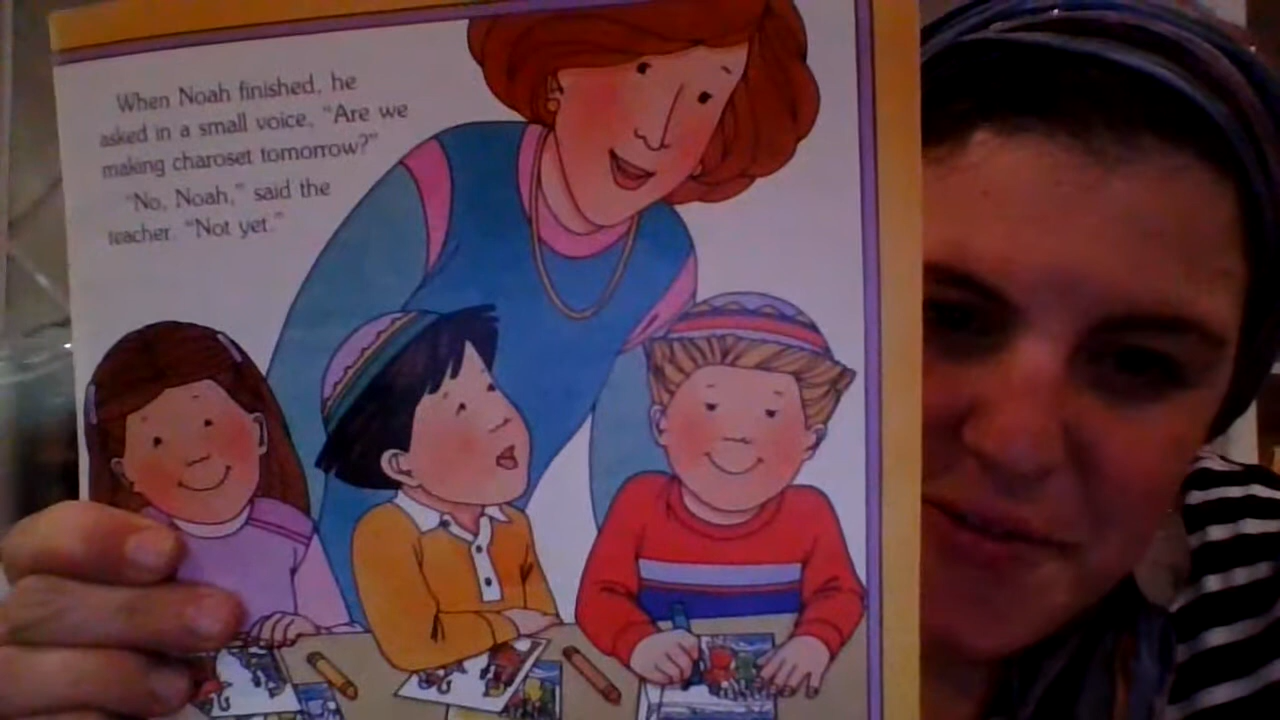 When Noah finished, he
asked in a small voice, "Are we
making charoset tomorrow?"
"No, Noah," said the
teacher. "Not yet."